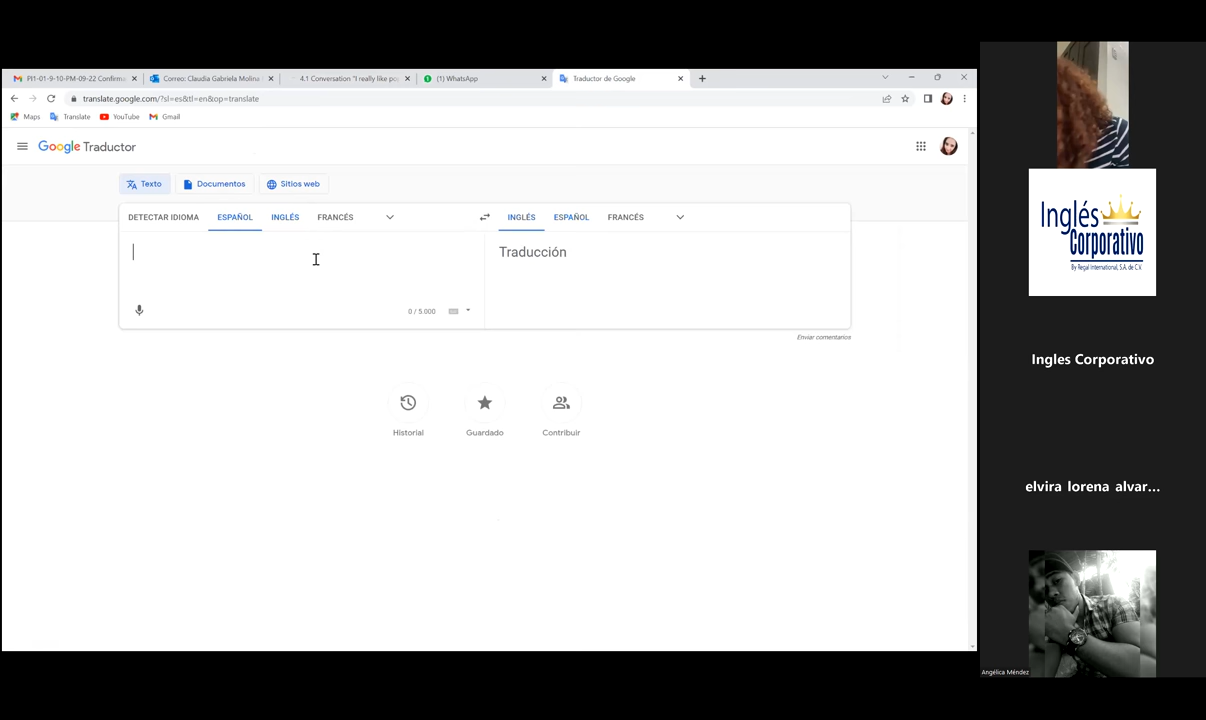 PI1-01-9-10-PM-09-22 Confirma
Correo: Claudia Gabriela Molina
4.1 Conversation "I really like po
(1) WhatsApp
Traductor de Google
translate.google.com/?sl=es&tl=en&op=translate
Maps
Translate
YouTube
Gmail
Google Traductor
Texto
Documentos
Sitios web
DETECTAR IDIOMA
ESPAÑOL
INGLÉS
FRANCÉS
INGLÉS
ESPAÑOL
FRANCÉS
Traducción
0 / 5.000
Enviar comentarios
Historial
Guardado
Contribuir
Inglés
Corporativo
By Regal International, S.A. de C.V.
Ingles Corporativo
elvira lorena alvar...
Angélica Méndez